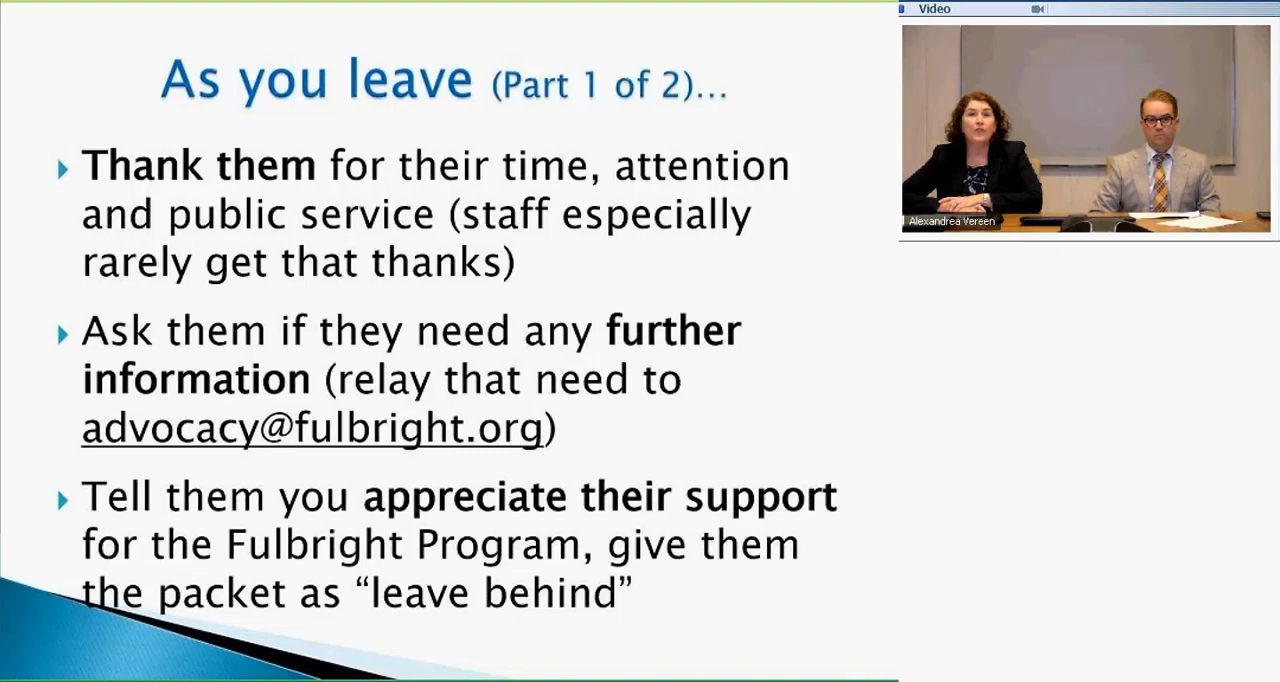 As you leave (Part 1 of 2)...
Thank them for their time, attention
and public service (staff especially
rarely get that thanks)
Ask them if they need any further
information (relay that need to
advocacy@fulbright.org)
Tell them you appreciate their support
for the Fulbright Program, give them
the packet as “leave behind”
Video
Alexandrea Vereen